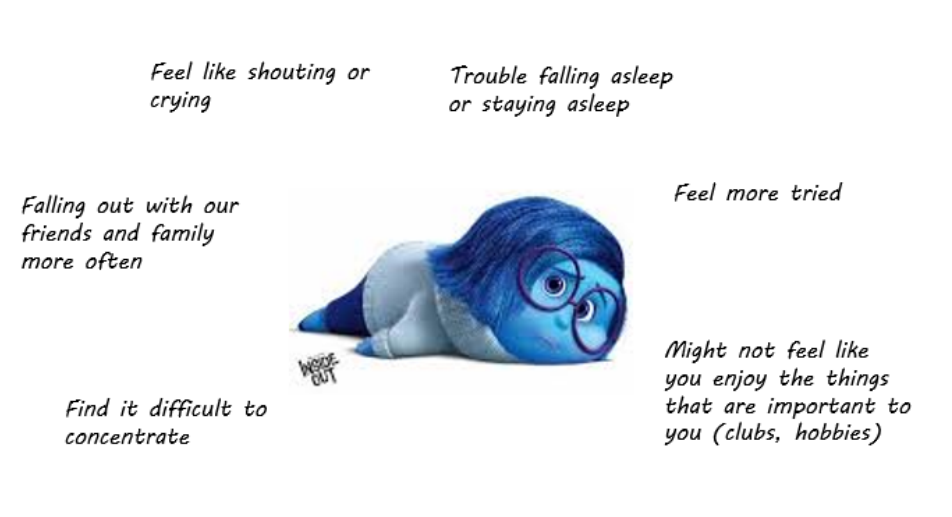 Feel like shouting or
crying
Trouble falling asleep
or staying asleep
Falling out with our
friends and family
more often
Feel more tried
INSIDE
OUT
Find it difficult to
concentrate
Might not feel like
you enjoy the things
that are important to
you (clubs, hobbies)